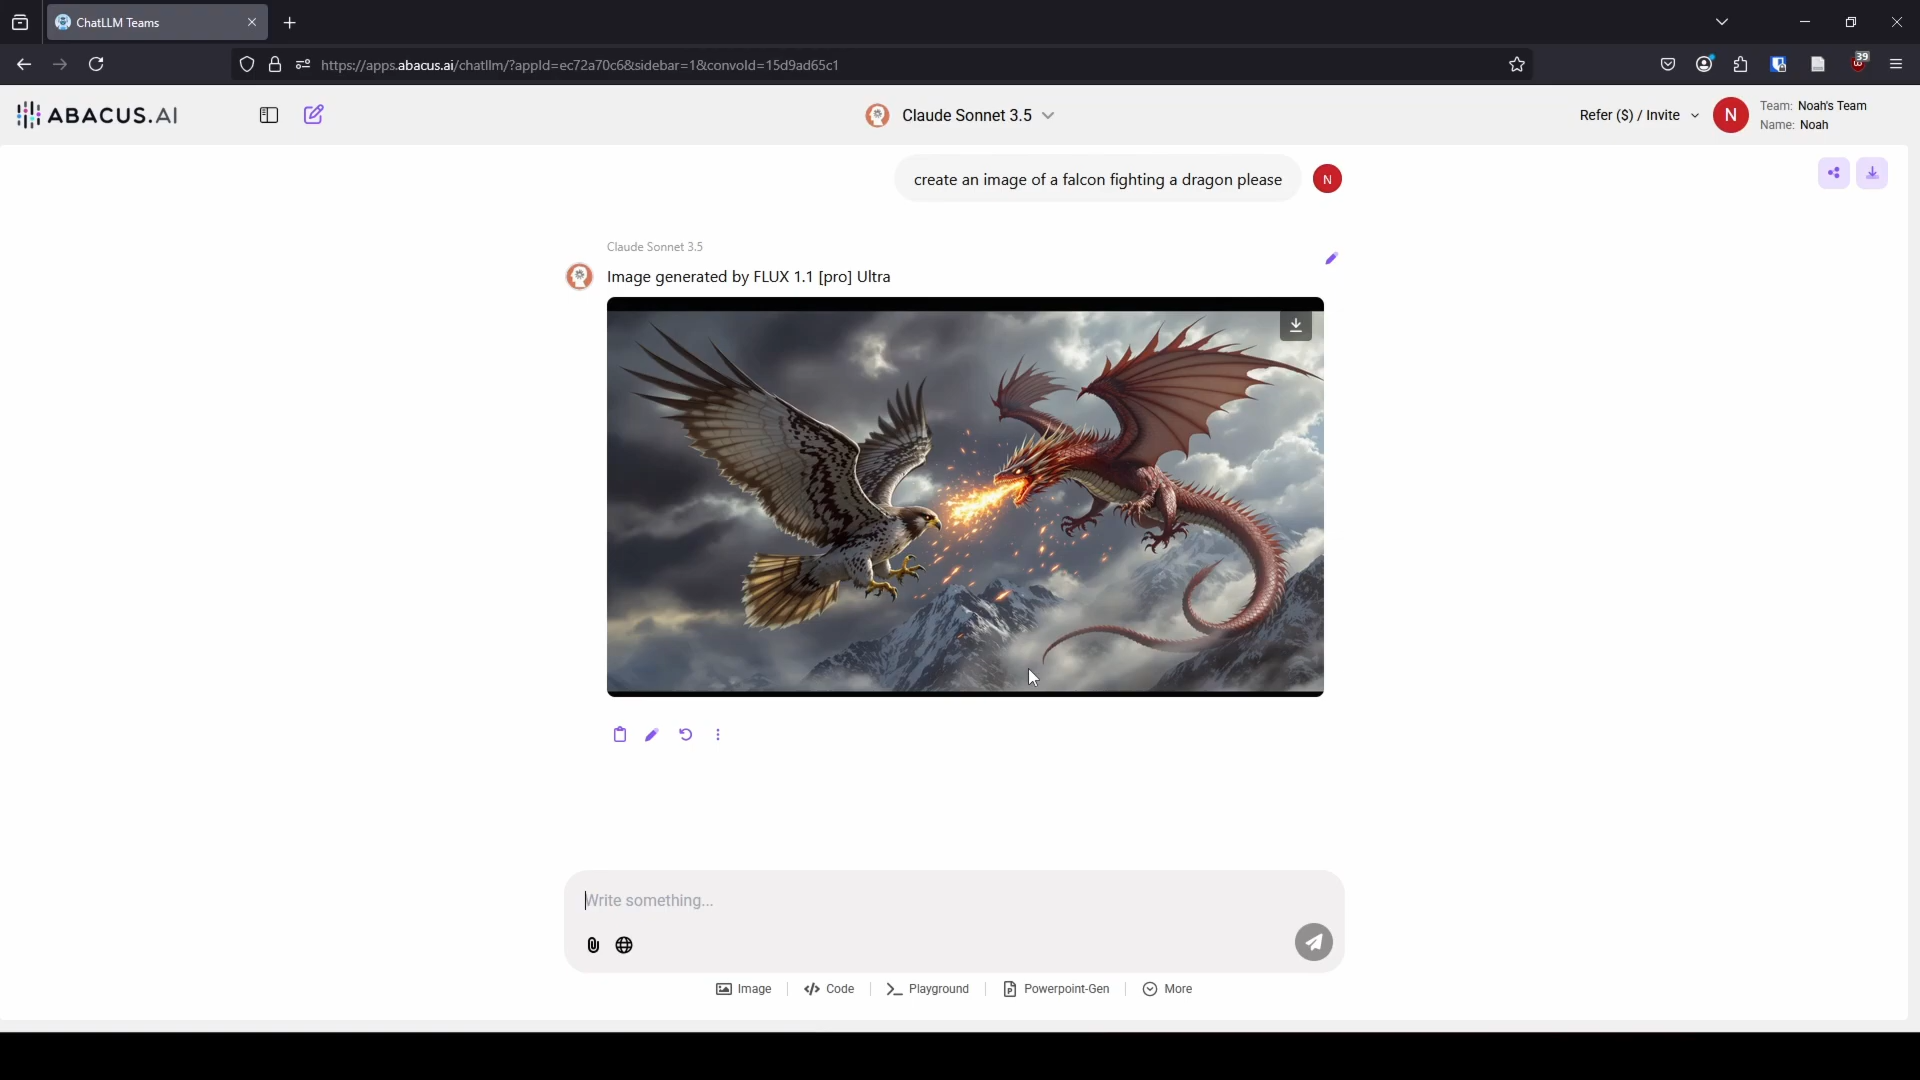 ChatLLM Teams
https://apps.abacus.ai/chatllm/?appId=ec72a70c6&sidebar=1&convoId=15d9ad65c1
39
ABACUS.AI
Claude Sonnet 3.5
Refer ($) / Invite
N
Team: Noah's Team
Name: Noah
create an image of a falcon fighting a dragon please
N
Claude Sonnet 3.5
Image generated by FLUX 1.1 [pro] Ultra
Write something...
Image
Code
Playground
Powerpoint-Gen
More